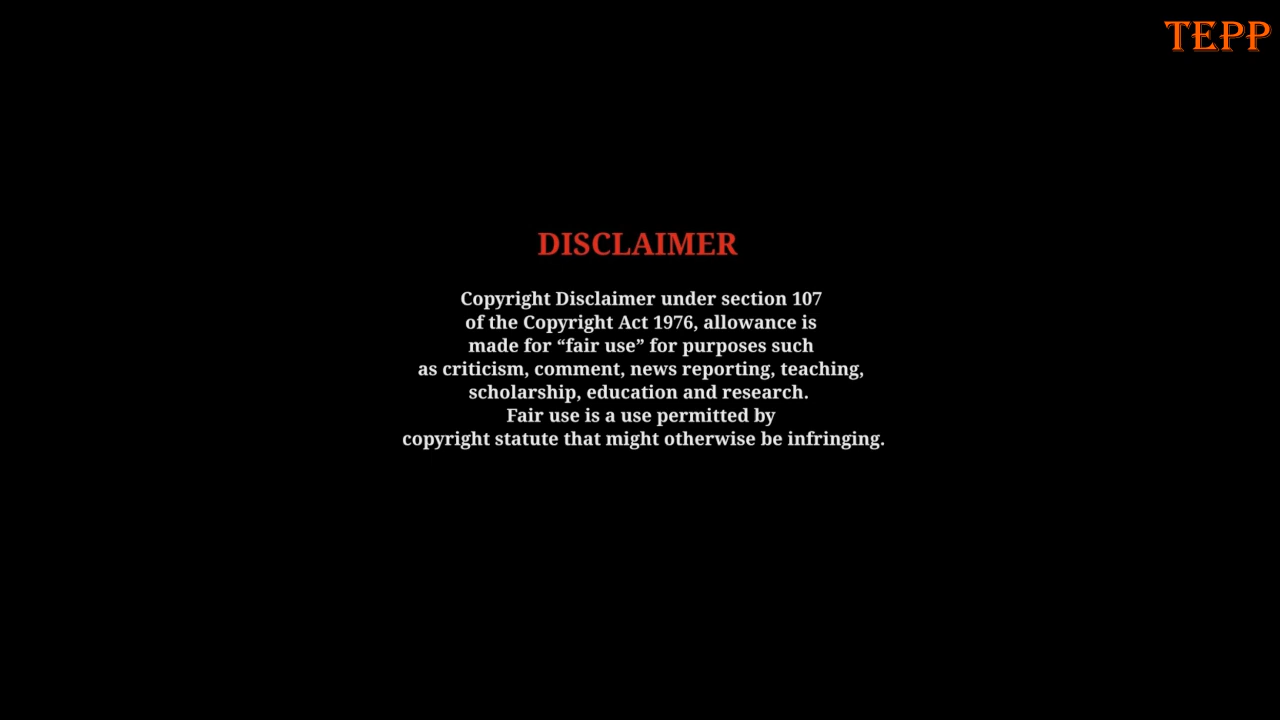 TEPP
DISCLAIMER
Copyright Disclaimer under section 107
of the Copyright Act 1976, allowance is
made for “fair use” for purposes such
as criticism, comment, news reporting, teaching,
scholarship, education and research.
Fair use is a use permitted by
copyright statute that might otherwise be infringing.